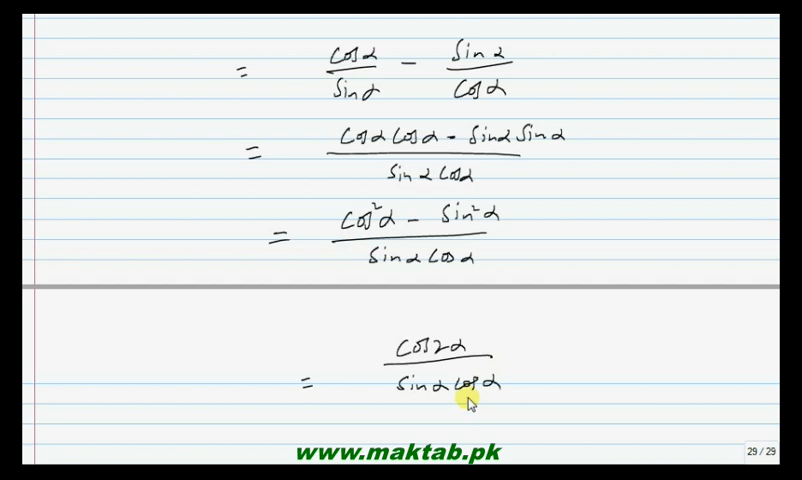 = cosα/sinα - sinα/cosα
= cosα cosα - sinα sinα / sinα cosα
= cos²α - sin²α / sinα cosα
= cos2α / sinα cosα
www.maktab.pk
29 / 29